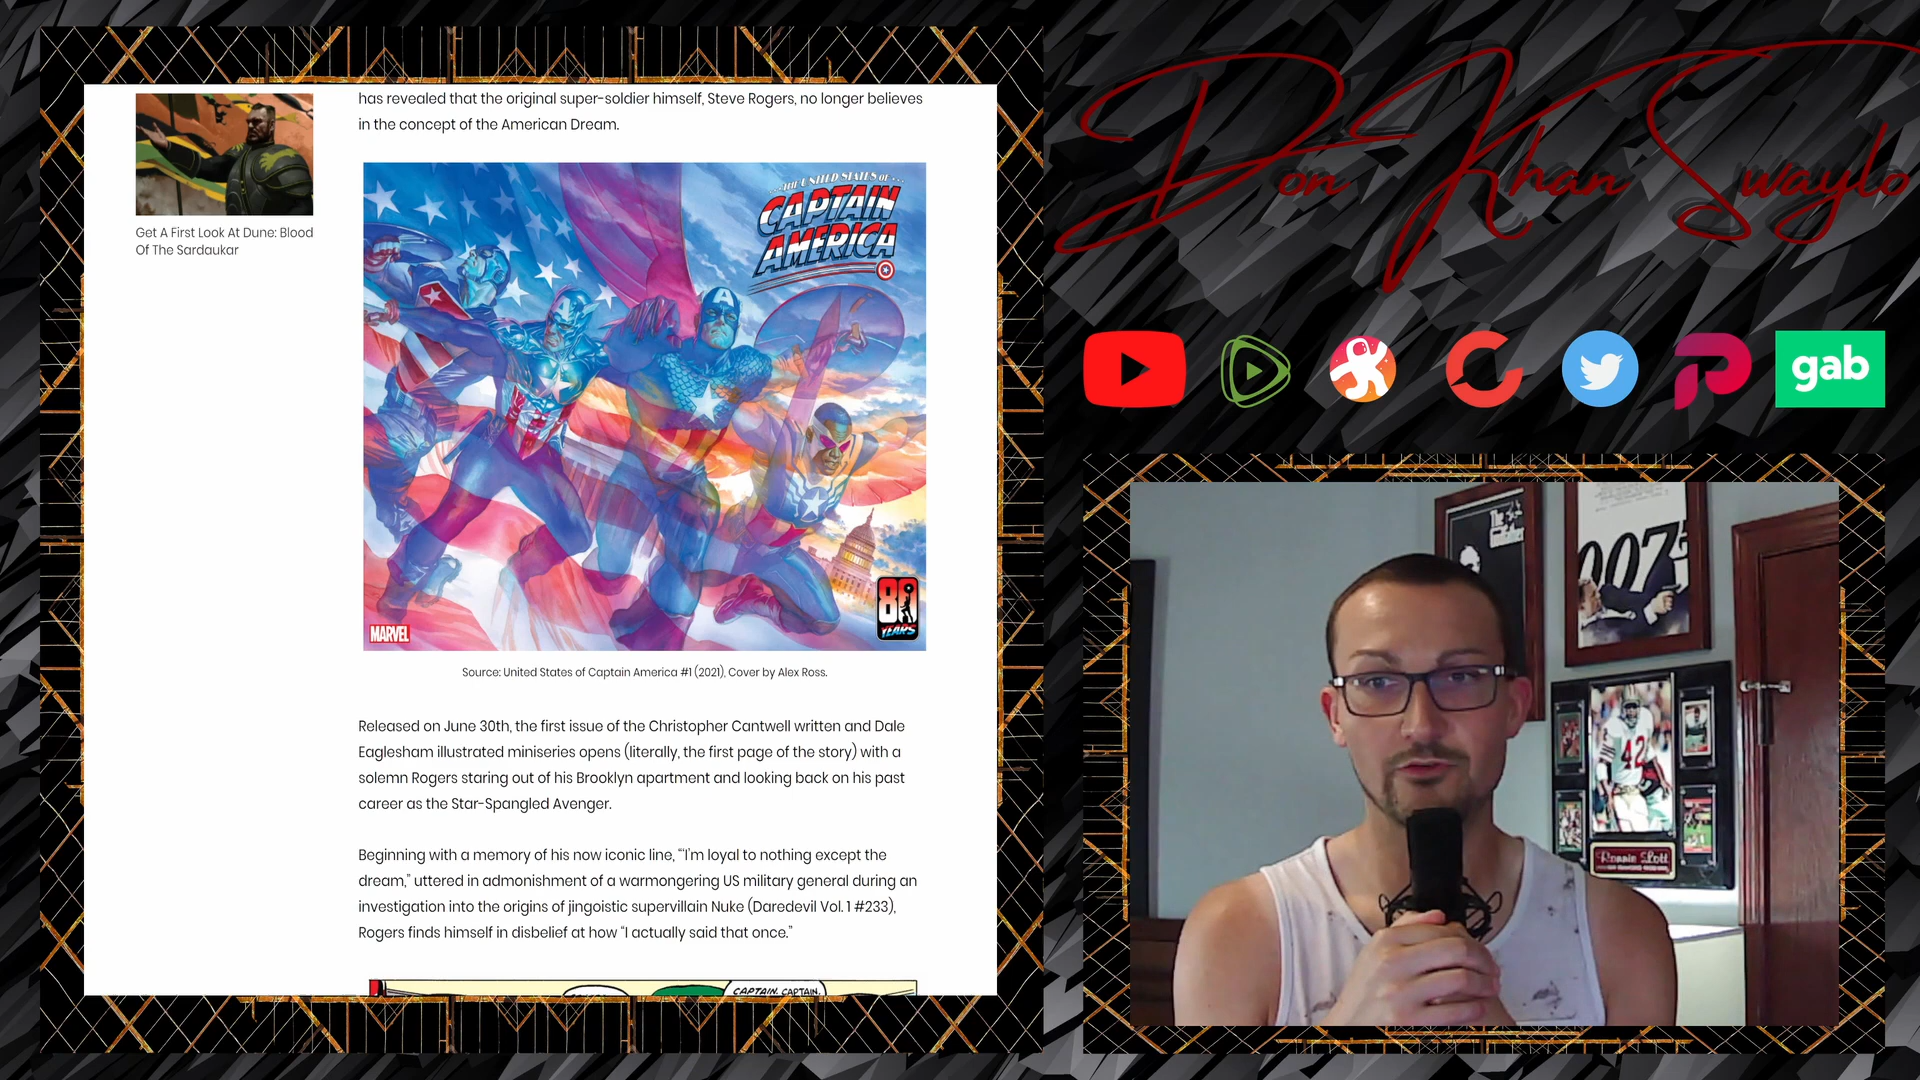 has revealed that the original super-soldier himself, Steve Rogers, no longer believes
in the concept of the American Dream.
Get A First Look At Dune: Blood
Of The Sardaukar
THE UNITED STATES OF
CAPTAIN
AMERICA
A
80
YEARS
MARVEL
Source: United States of Captain America #1 (2021), Cover by Alex Ross.
Released on June 30th, the first issue of the Christopher Cantwell written and Dale
Eaglesham illustrated miniseries opens (literally, the first page of the story) with a
solemn Rogers staring out of his Brooklyn apartment and looking back on his past
career as the Star-Spangled Avenger.
Beginning with a memory of his now iconic line, “‘I’m loyal to nothing except the
dream,” uttered in admonishment of a warmongering US military general during an
investigation into the origins of jingoistic supervillain Nuke (Daredevil Vol. 1 #233),
Rogers finds himself in disbelief at how “I actually said that once.”
CAPTAIN. CAPTAIN.
Don Khan Swaylo
gab
The
Godfather
007
42
Ronnie Lott